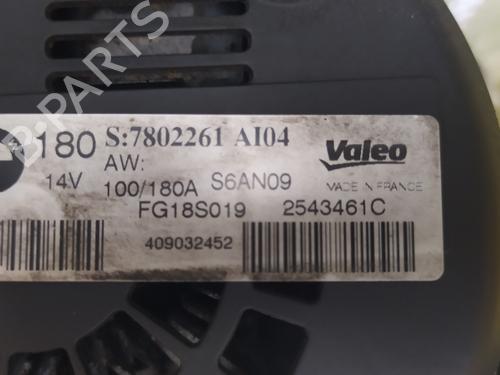 180 S:7802261 AI04
AW:
14V 100/180A S6AN09
Valeo
MADE IN FRANCE
FG18S019 2543461C
409032452
B-PARTS